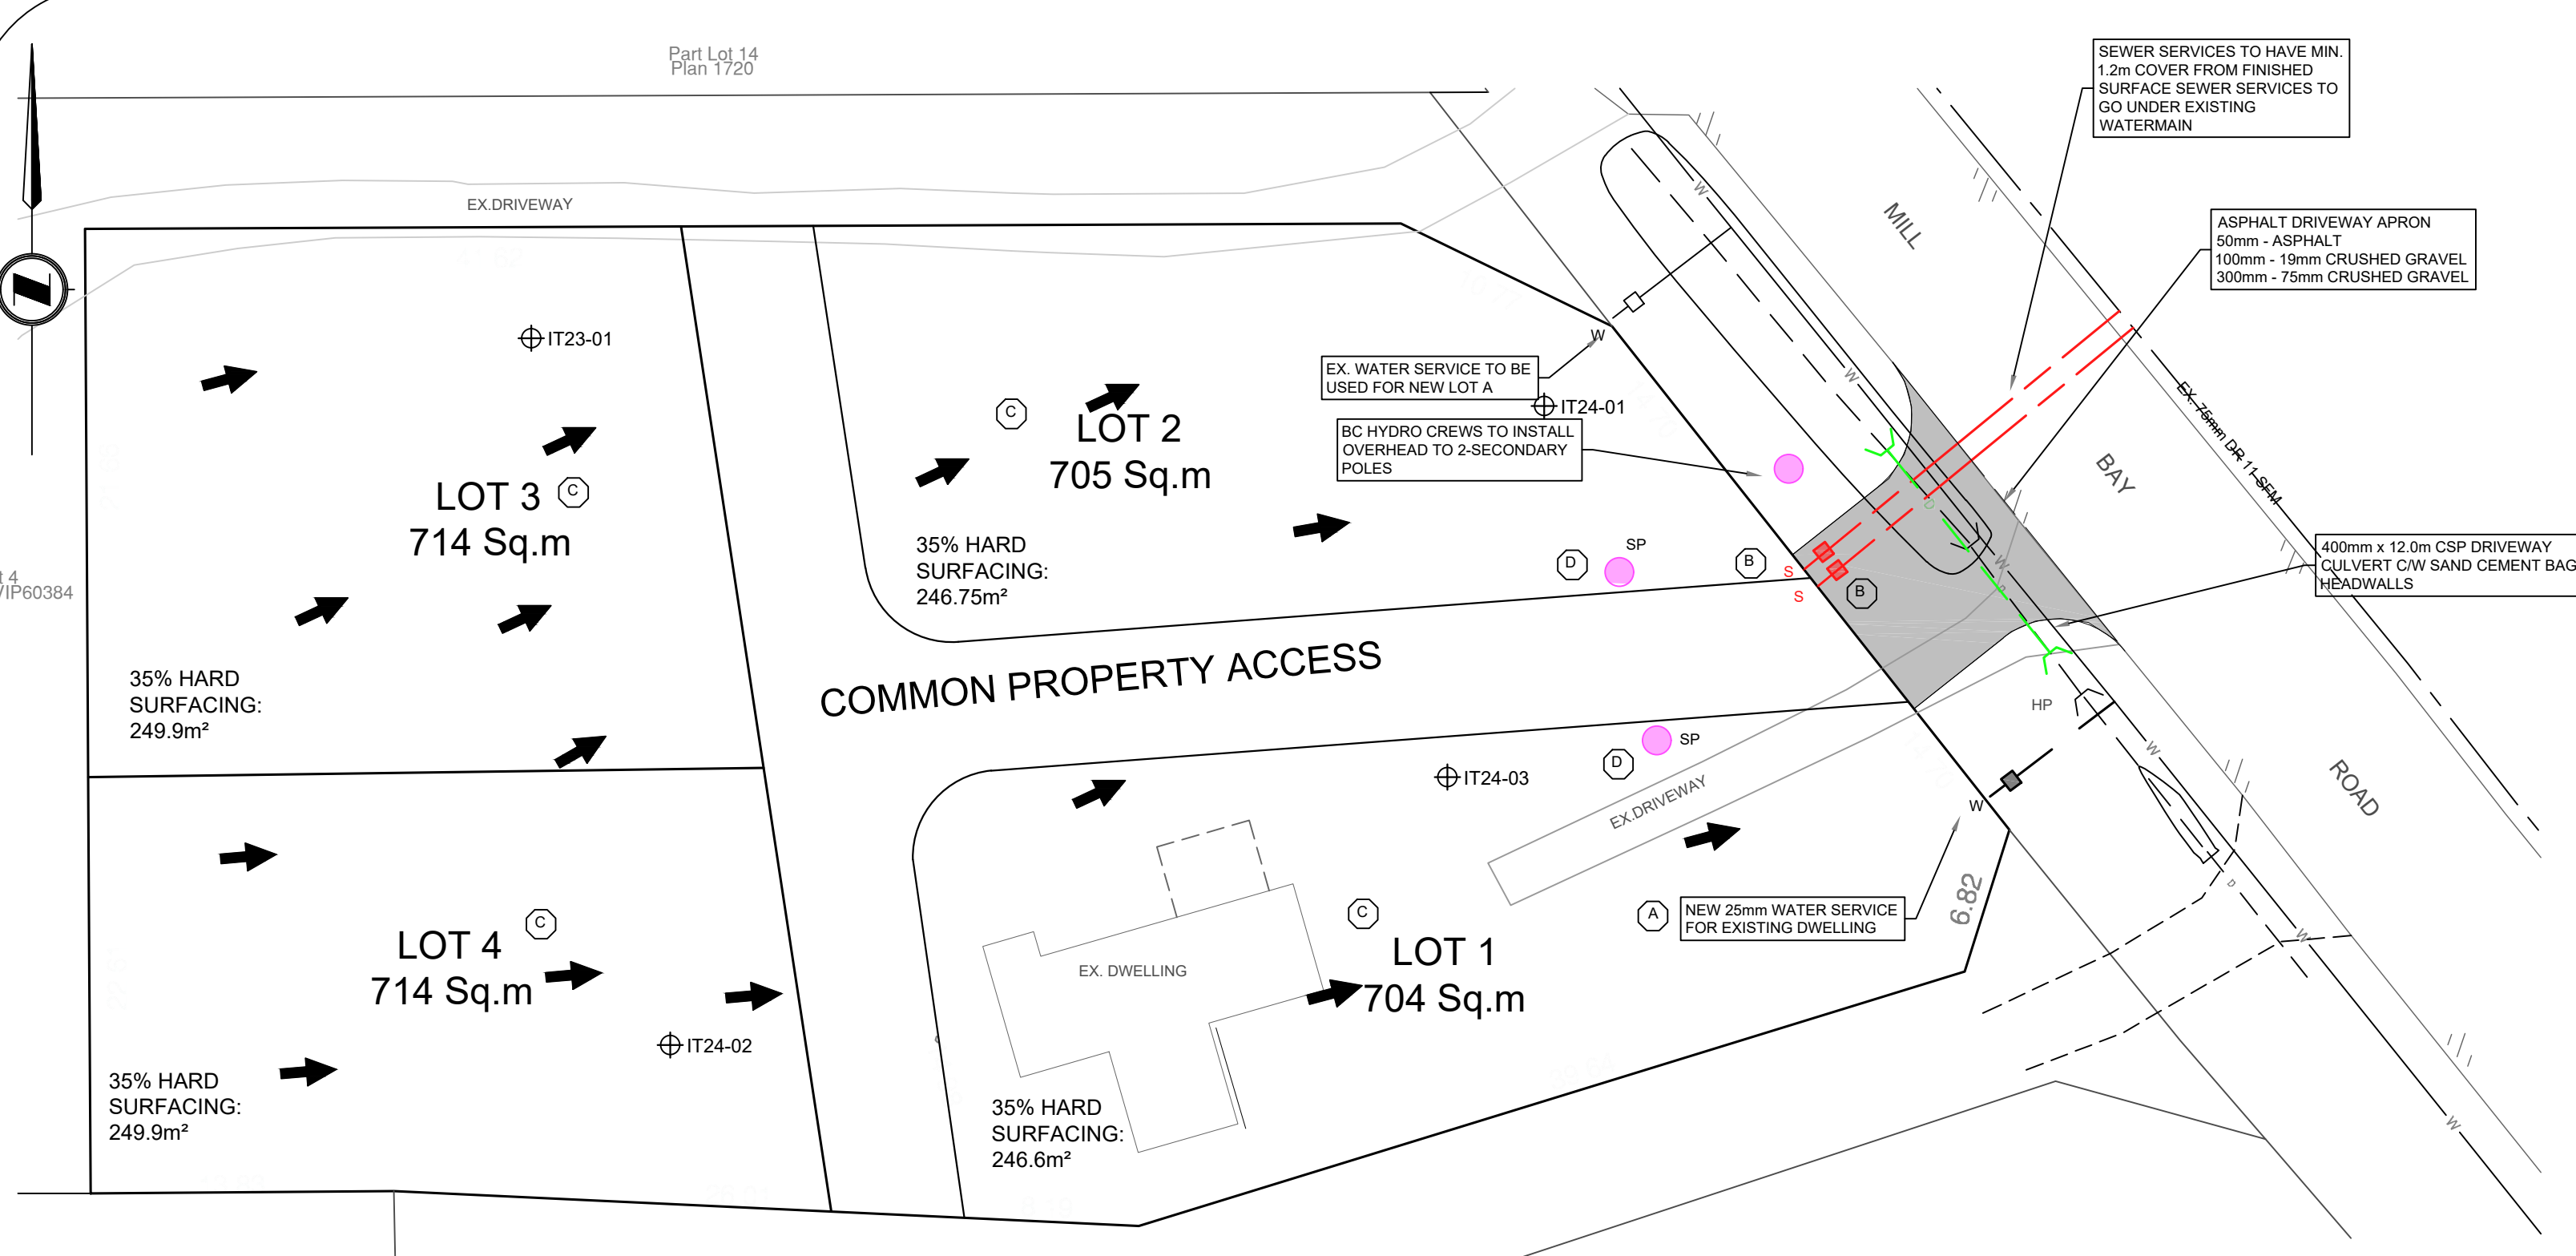 Part Lot 14
Plan 1720
SEWER SERVICES TO HAVE MIN.
1.2m COVER FROM FINISHED
SURFACE SEWER SERVICES TO
GO UNDER EXISTING
WATERMAIN
EX.DRIVEWAY
W
MILL
ASPHALT DRIVEWAY APRON
50mm - ASPHALT
100mm - 19mm CRUSHED GRAVEL
300mm - 75mm CRUSHED GRAVEL
IT23-01
W
EX. WATER SERVICE TO BE
USED FOR NEW LOT A
W
IT24-01
C
LOT 2
705 Sq.m
BC HYDRO CREWS TO INSTALL
OVERHEAD TO 2-SECONDARY
POLES
EX. 75mm DR 11 SFM
BAY
LOT 3
C
714 Sq.m
D
35% HARD
SURFACING:
246.75m²
SP
D
B
S
S
B
W
D
400mm x 12.0m CSP DRIVEWAY
CULVERT C/W SAND CEMENT BAG
HEADWALLS
t 4
VIP60384
35% HARD
SURFACING:
249.9m²
COMMON PROPERTY ACCESS
HP
SP
D
W
IT24-03
EX.DRIVEWAY
W
ROAD
LOT 4
C
714 Sq.m
C
A
NEW 25mm WATER SERVICE
FOR EXISTING DWELLING
6.82
D
W
LOT 1
704 Sq.m
EX. DWELLING
IT24-02
35% HARD
SURFACING:
249.9m²
35% HARD
SURFACING:
246.6m²
W